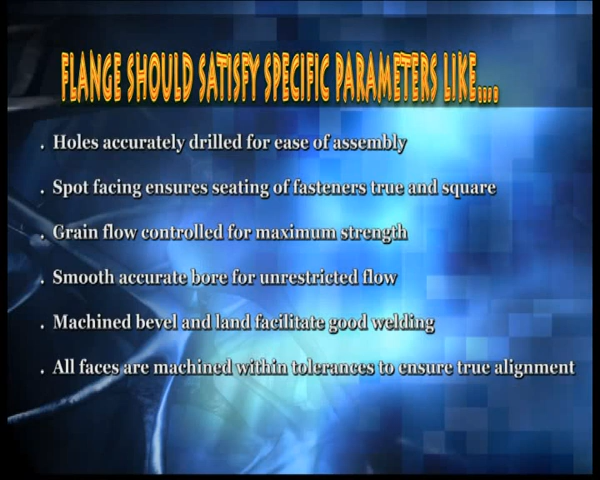 FLANGE SHOULD SATISFY SPECIFIC PARAMETERS LIKE....
. Holes accurately drilled for ease of assembly
. Spot facing ensures seating of fasteners true and square
. Grain flow controlled for maximum strength
. Smooth accurate bore for unrestricted flow
. Machined bevel and land facilitate good welding
. All faces are machined within tolerances to ensure true alignment